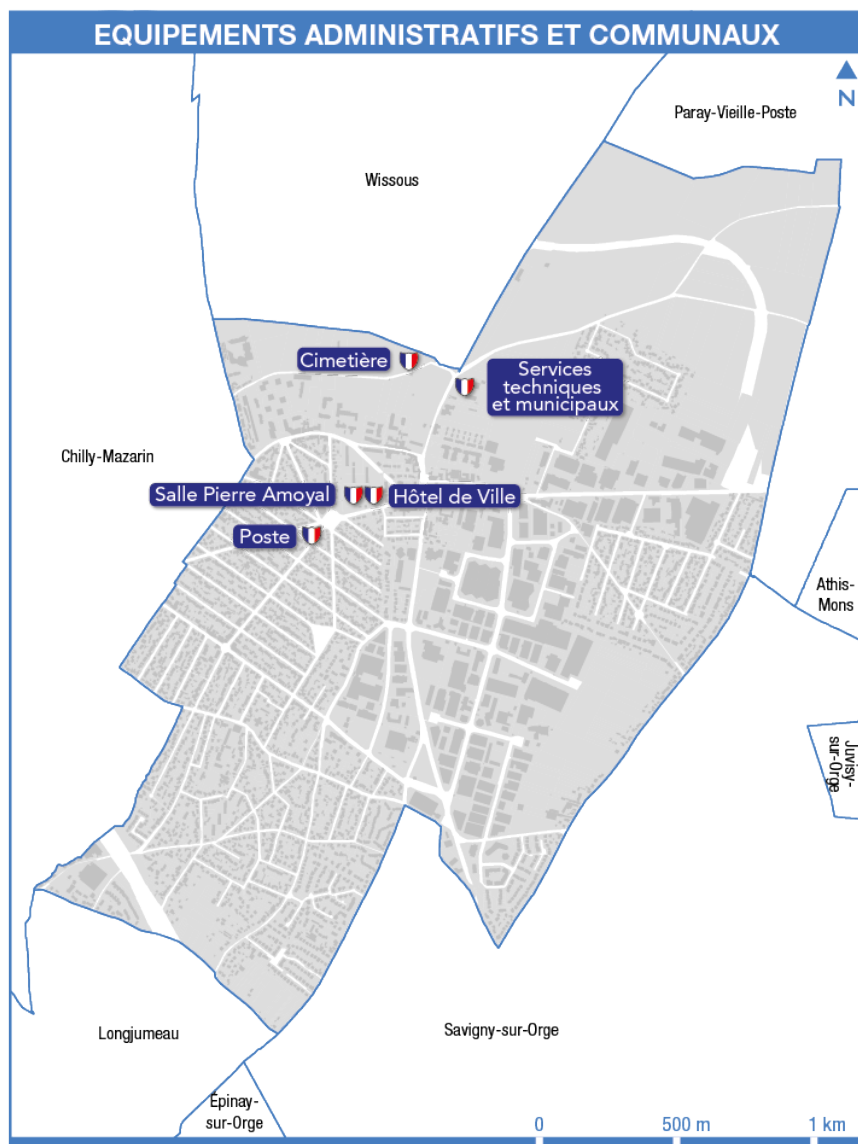 EQUIPEMENTS ADMINISTRATIFS ET COMMUNAUX
N
Paray-Vieille-Poste
Wissous
Cimetière
Services
techniques
et municipaux
Chilly-Mazarin
Salle Pierre Amoyal
Hôtel de Ville
Poste
Athis-
Mons
Juvisy-
sur-Orge
Longjumeau
Savigny-sur-Orge
Épinay-
sur-Orge
0 500 m 1 km